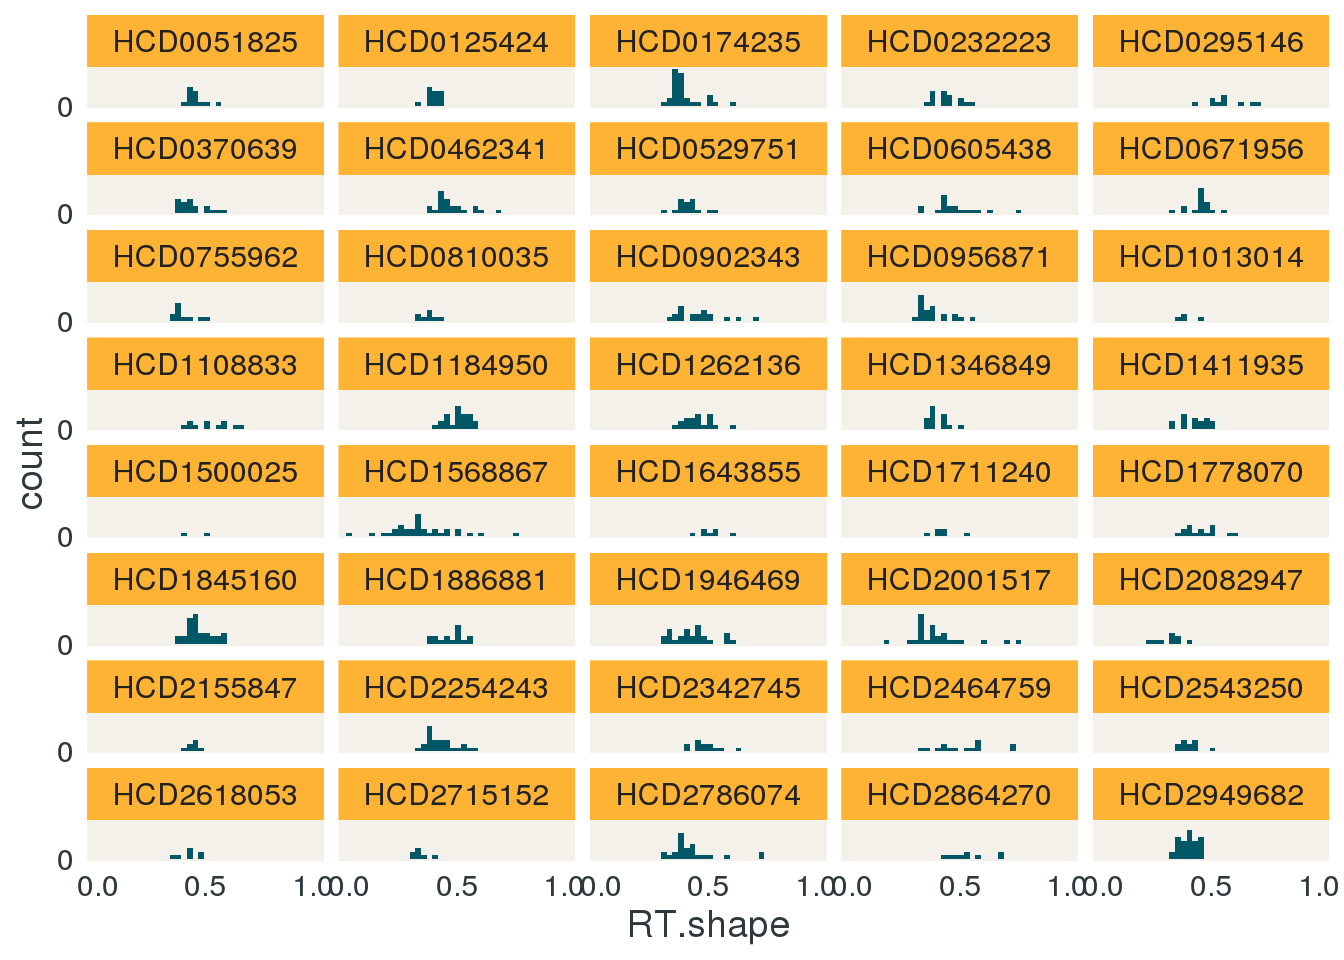 HCD0051825 HCD0125424 HCD0174235 HCD0232223 HCD0295146
0
HCD0370639 HCD0462341 HCD0529751 HCD0605438 HCD0671956
0
HCD0755962 HCD0810035 HCD0902343 HCD0956871 HCD1013014
0
HCD1108833 HCD1184950 HCD1262136 HCD1346849 HCD1411935
0
count
HCD1500025 HCD1568867 HCD1643855 HCD1711240 HCD1778070
0
HCD1845160 HCD1886881 HCD1946469 HCD2001517 HCD2082947
0
HCD2155847 HCD2254243 HCD2342745 HCD2464759 HCD2543250
0
HCD2618053 HCD2715152 HCD2786074 HCD2864270 HCD2949682
0
0.0 0.5 1.0 0.0 0.5 1.0 0.0 0.5 1.0 0.0 0.5 1.0 0.0 0.5 1.0
RT.shape